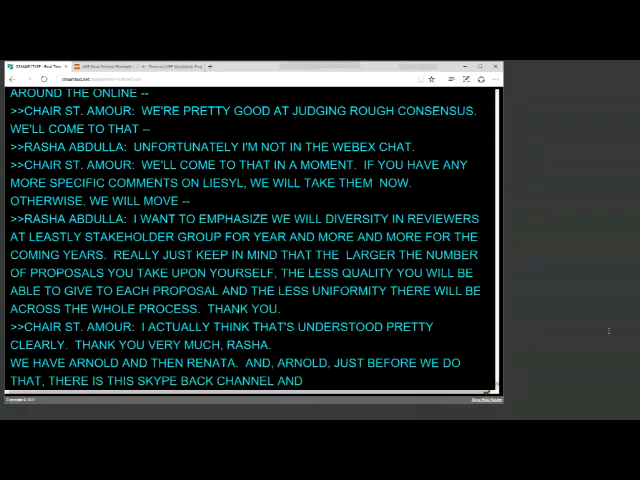 AROUND THE ONLINE --
>>CHAIR ST. AMOUR:  WE'RE PRETTY GOOD AT JUDGING ROUGH CONSENSUS.
WE'LL COME TO THAT --
>>RASHA ABDULLA:  UNFORTUNATELY I'M NOT IN THE WEBEX CHAT.
>>CHAIR ST. AMOUR:  WE'LL COME TO THAT IN A MOMENT.  IF YOU HAVE ANY
MORE SPECIFIC COMMENTS ON LIESYL, WE WILL TAKE THEM  NOW.
OTHERWISE, WE WILL MOVE --
>>RASHA ABDULLA:  I WANT TO EMPHASIZE WE WILL DIVERSITY IN REVIEWERS
AT LEASTLY STAKEHOLDER GROUP FOR YEAR AND MORE AND MORE FOR THE
COMING YEARS.  REALLY JUST KEEP IN MIND THAT THE  LARGER THE NUMBER
OF PROPOSALS YOU TAKE UPON YOURSELF, THE LESS QUALITY YOU WILL BE
ABLE TO GIVE TO EACH PROPOSAL AND THE LESS UNIFORMITY THERE WILL BE
ACROSS THE WHOLE PROCESS.  THANK YOU.
>>CHAIR ST. AMOUR:  I ACTUALLY THINK THAT'S UNDERSTOOD PRETTY
CLEARLY.  THANK YOU VERY MUCH, RASHA.
WE HAVE ARNOLD AND THEN RENATA.  AND, ARNOLD, JUST BEFORE WE DO
THAT, THERE IS THIS SKYPE BACK CHANNEL AND